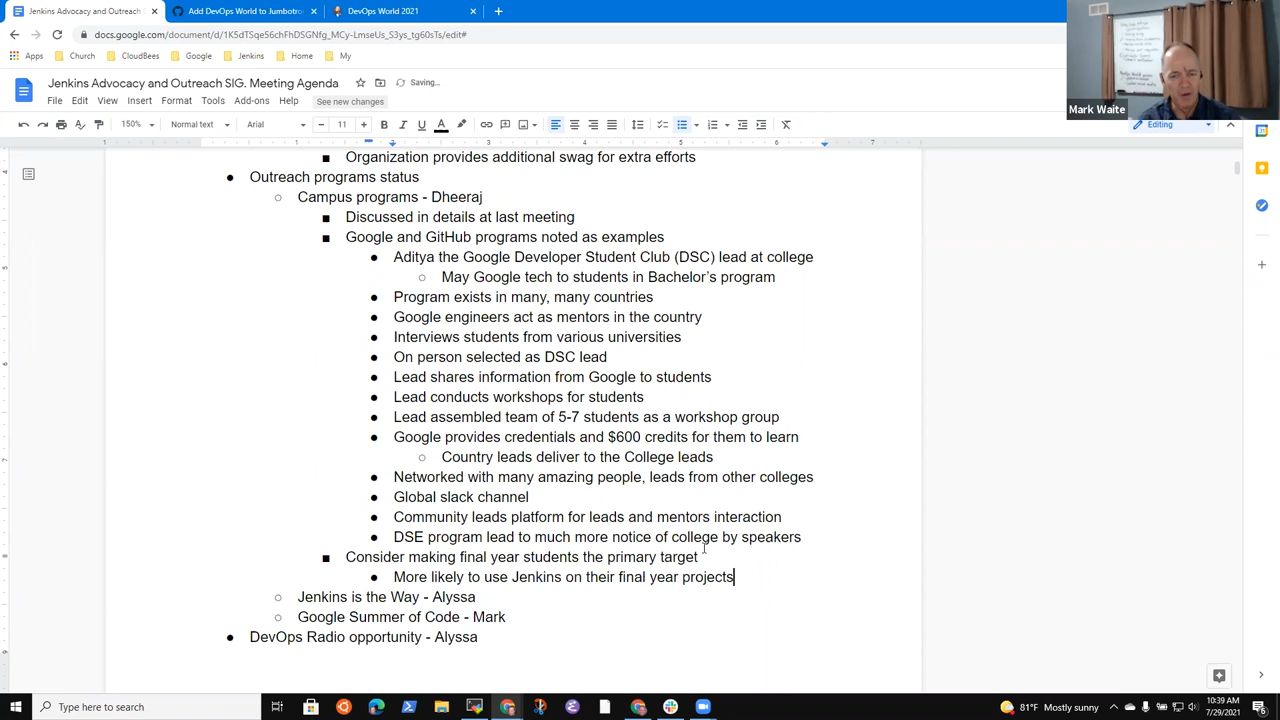 Jenkins Advocacy and Outreach S
Add DevOps World to Jumbotro
DevOps World 2021
docs.google.com/document/d/1K5dTSqe56chFhDSGNfg_MCy-LmseUs_S3ys_tg9S6tM/edit#
Apps Church CloudBees Google Jenkins Home My
Jenkins Advocacy and Outreach SIG. Meeting Agenda Saving...
File Edit View Insert Format Tools Add-ons Help See new changes
150% Normal text Arial 11 Editing
Mark Waite
3 4 5 6 7
■ Organization provides additional swag for extra efforts
● Outreach programs status
○ Campus programs - Dheeraj
■ Discussed in details at last meeting
■ Google and GitHub programs noted as examples
● Aditya the Google Developer Student Club (DSC) lead at college
○ May Google tech to students in Bachelor's program
● Program exists in many, many countries
● Google engineers act as mentors in the country
● Interviews students from various universities
● On person selected as DSC lead
● Lead shares information from Google to students
● Lead conducts workshops for students
● Lead assembled team of 5-7 students as a workshop group
● Google provides credentials and $600 credits for them to learn
○ Country leads deliver to the College leads
● Networked with many amazing people, leads from other colleges
● Global slack channel
● Community leads platform for leads and mentors interaction
● DSE program lead to much more notice of college by speakers
■ Consider making final year students the primary target
● More likely to use Jenkins on their final year projects
○ Jenkins is the Way - Alyssa
○ Google Summer of Code - Mark
● DevOps Radio opportunity - Alyssa
Type here to search
81°F Mostly sunny
10:39 AM
7/29/2021